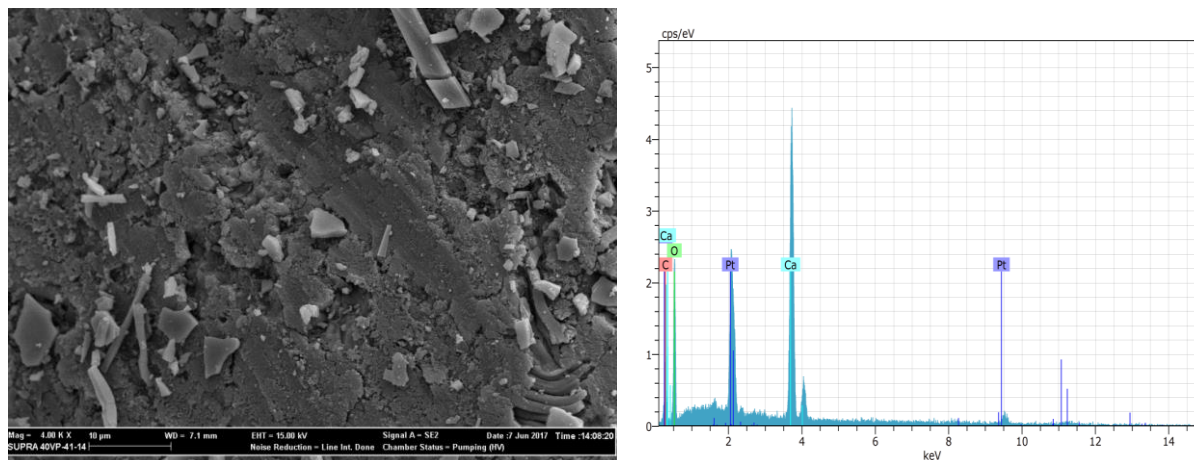 Mag = 4.00 K X 10 µm WD = 7.1 mm EHT = 15.00 kV Signal A = SE2 Date :7 Jun 2017 Time :14:08:20
SUPRA 40VP-41-14 Noise Reduction = Line Int. Done Chamber Status = Pumping (HV)
cps/eV
5
4
3
Ca
O
C Pt Ca Pt
2
1
0
2 4 6 8 10 12 14
keV